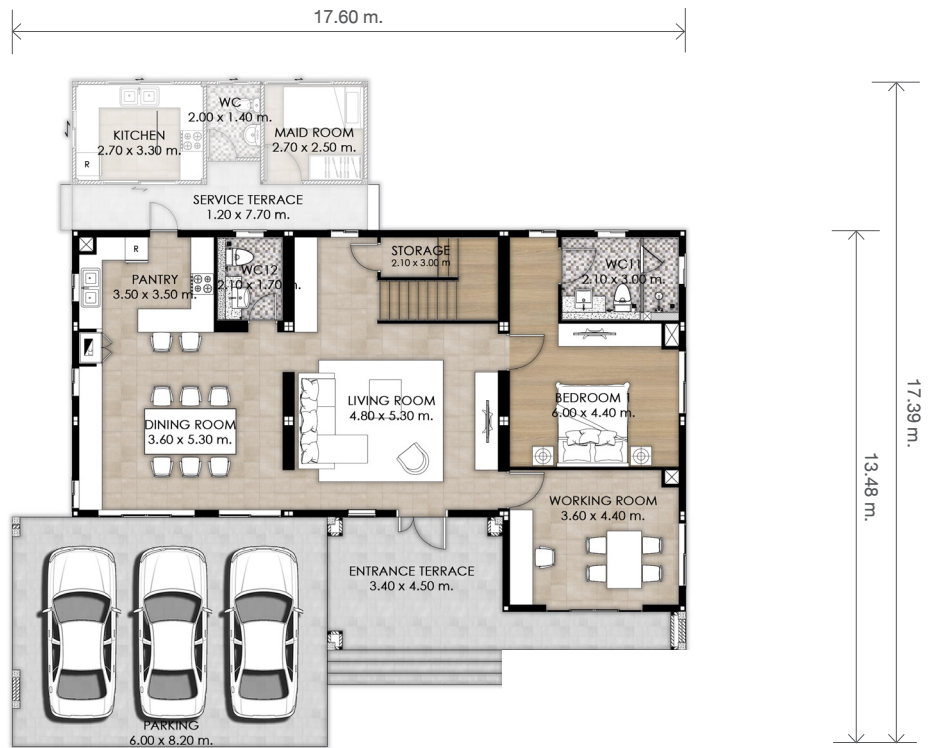 17.60 m.
WC
2.00 x 1.40 m.
KITCHEN
2.70 x 3.30 m.
MAID ROOM
2.70 x 2.50 m.
R
SERVICE TERRACE
1.20 x 7.70 m.
R
STORAGE
2.10 x 3.00 m
PANTRY
3.50 x 3.50 m.
WC12
2.10 x 1.70 m.
WC11
2.10 x 3.00 m.
LIVING ROOM
4.80 x 5.30 m.
BEDROOM 1
6.00 x 4.40 m.
DINING ROOM
3.60 x 5.30 m.
WORKING ROOM
3.60 x 4.40 m.
ENTRANCE TERRACE
3.40 x 4.50 m.
PARKING
6.00 x 8.20 m.
13.48 m.
17.39 m.